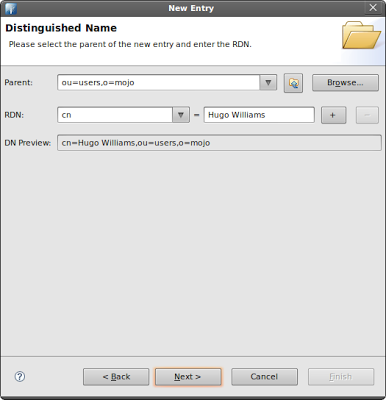 New Entry
Distinguished Name
Please select the parent of the new entry and enter the RDN.
Parent: ou=users,o=mojo Browse...
RDN: cn = Hugo Williams + −
DN Preview: cn=Hugo Williams,ou=users,o=mojo
? < Back Next > Cancel Finish